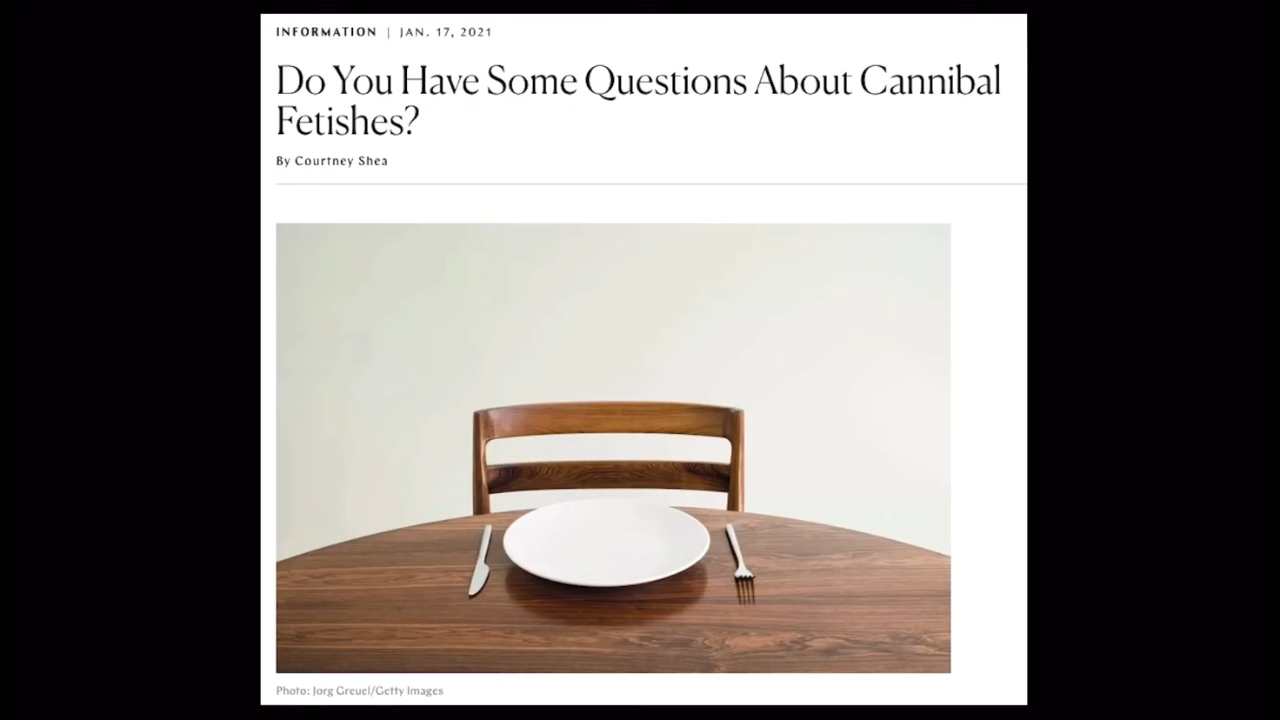 INFORMATION | JAN. 17, 2021
Do You Have Some Questions About Cannibal
Fetishes?
By Courtney Shea
Photo: Jorg Greuel/Getty Images